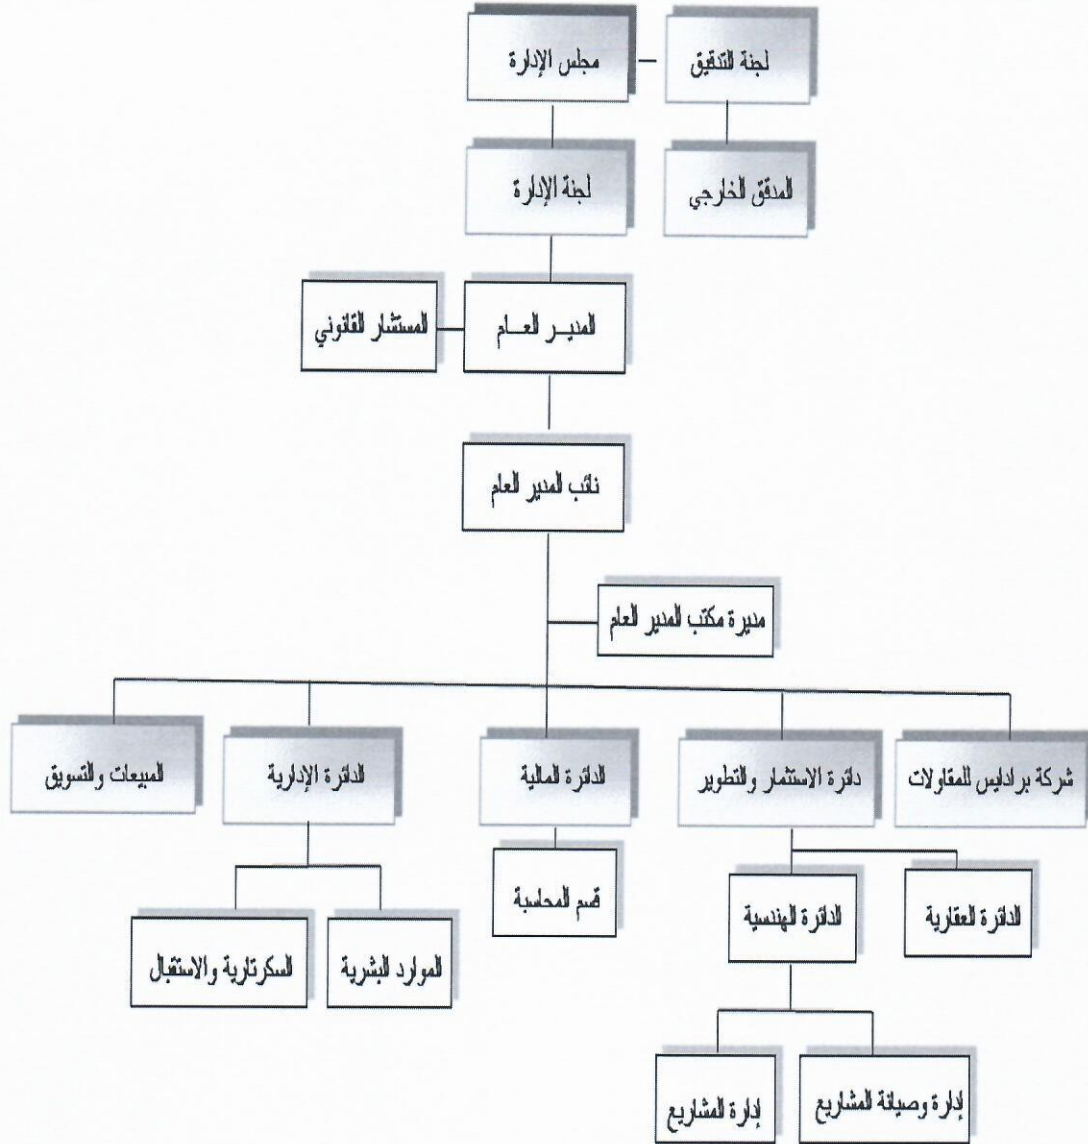 مجلس الإدارة
لجنة التدقيق
لجنة الإدارة
المدقق الخارجي
المديــر العــام
المستشار القانوني
نائب المدير العام
مديرة مكتب المدير العام
شركة برادايس للمقاولات
دائرة الاستثمار والتطوير
الدائرة المالية
الدائرة الإدارية
المبيعات والتسويق
الدائرة العقارية
الدائرة الهندسية
قسم المحاسبة
الموارد البشرية
السكرتارية والاستقبال
إدارة وصيانة المشاريع
إدارة المشاريع